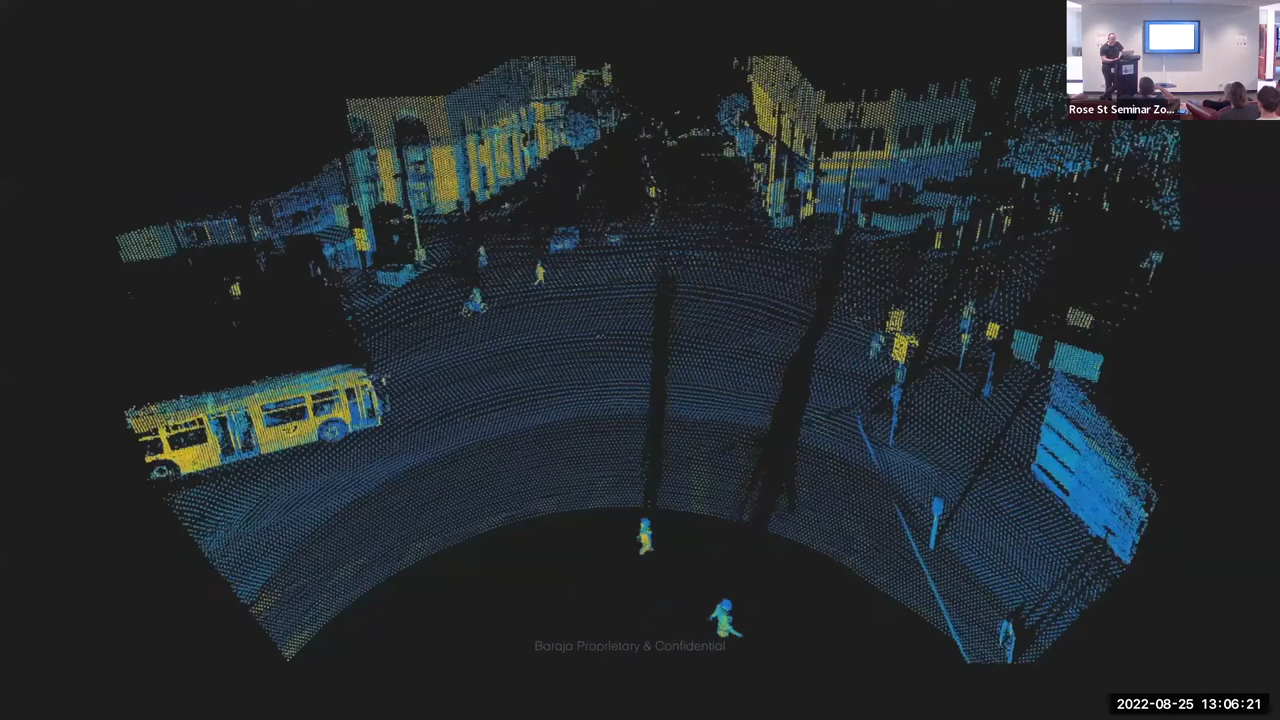 Rose St Seminar Zo...
Baraja Proprietary & Confidential
2022-08-25 13:06:21